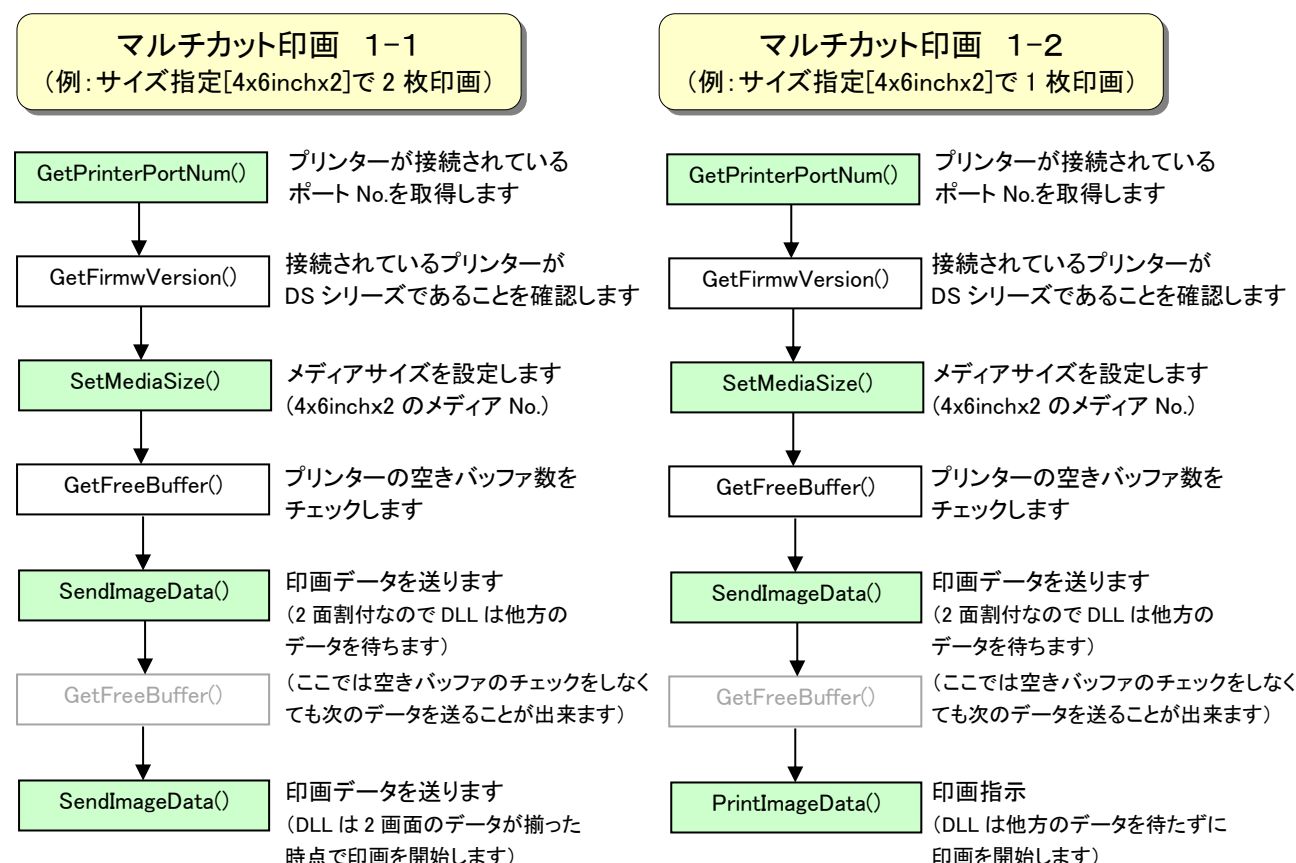 マルチカット印画 1-1
(例:サイズ指定[4x6inchx2]で 2 枚印画)
GetPrinterPortNum()
プリンターが接続されている
ポート No.を取得します
GetFirmwVersion()
接続されているプリンターが
DS シリーズであることを確認します
SetMediaSize()
メディアサイズを設定します
(4x6inchx2 のメディア No.)
GetFreeBuffer()
プリンターの空きバッファ数を
チェックします
SendImageData()
印画データを送ります
(2 面割付なので DLL は他方の
データを待ちます)
GetFreeBuffer()
(ここでは空きバッファのチェックをしなく
ても次のデータを送ることが出来ます)
SendImageData()
印画データを送ります
(DLL は 2 画面のデータが揃った
時点で印画を開始します)
マルチカット印画 1-2
(例:サイズ指定[4x6inchx2]で 1 枚印画)
GetPrinterPortNum()
プリンターが接続されている
ポート No.を取得します
GetFirmwVersion()
接続されているプリンターが
DS シリーズであることを確認します
SetMediaSize()
メディアサイズを設定します
(4x6inchx2 のメディア No.)
GetFreeBuffer()
プリンターの空きバッファ数を
チェックします
SendImageData()
印画データを送ります
(2 面割付なので DLL は他方の
データを待ちます)
GetFreeBuffer()
(ここでは空きバッファのチェックをしなく
ても次のデータを送ることが出来ます)
PrintImageData()
印画指示
(DLL は他方のデータを待たずに
印画を開始します)